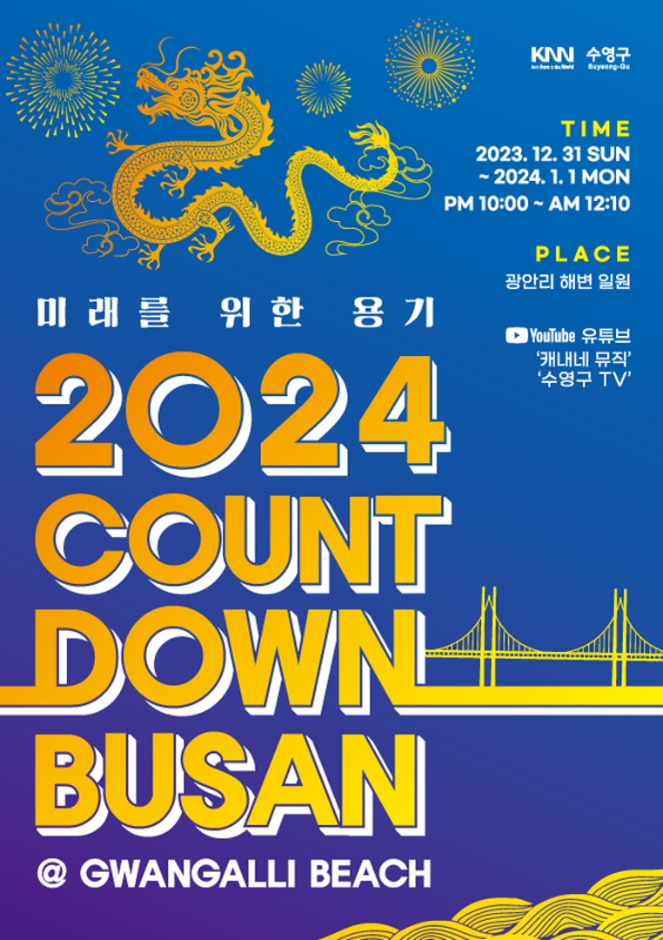 KNN 수영구
Suyeong-Gu
TIME
2023. 12. 31 SUN
~ 2024. 1. 1 MON
PM 10:00 ~ AM 12:10
PLACE
광안리 해변 일원
YouTube 유튜브
‘캐내네 뮤직’
‘수영구 TV’
미래를 위한 용기
2024
COUNT
DOWN
BUSAN
@ GWANGALLI BEACH